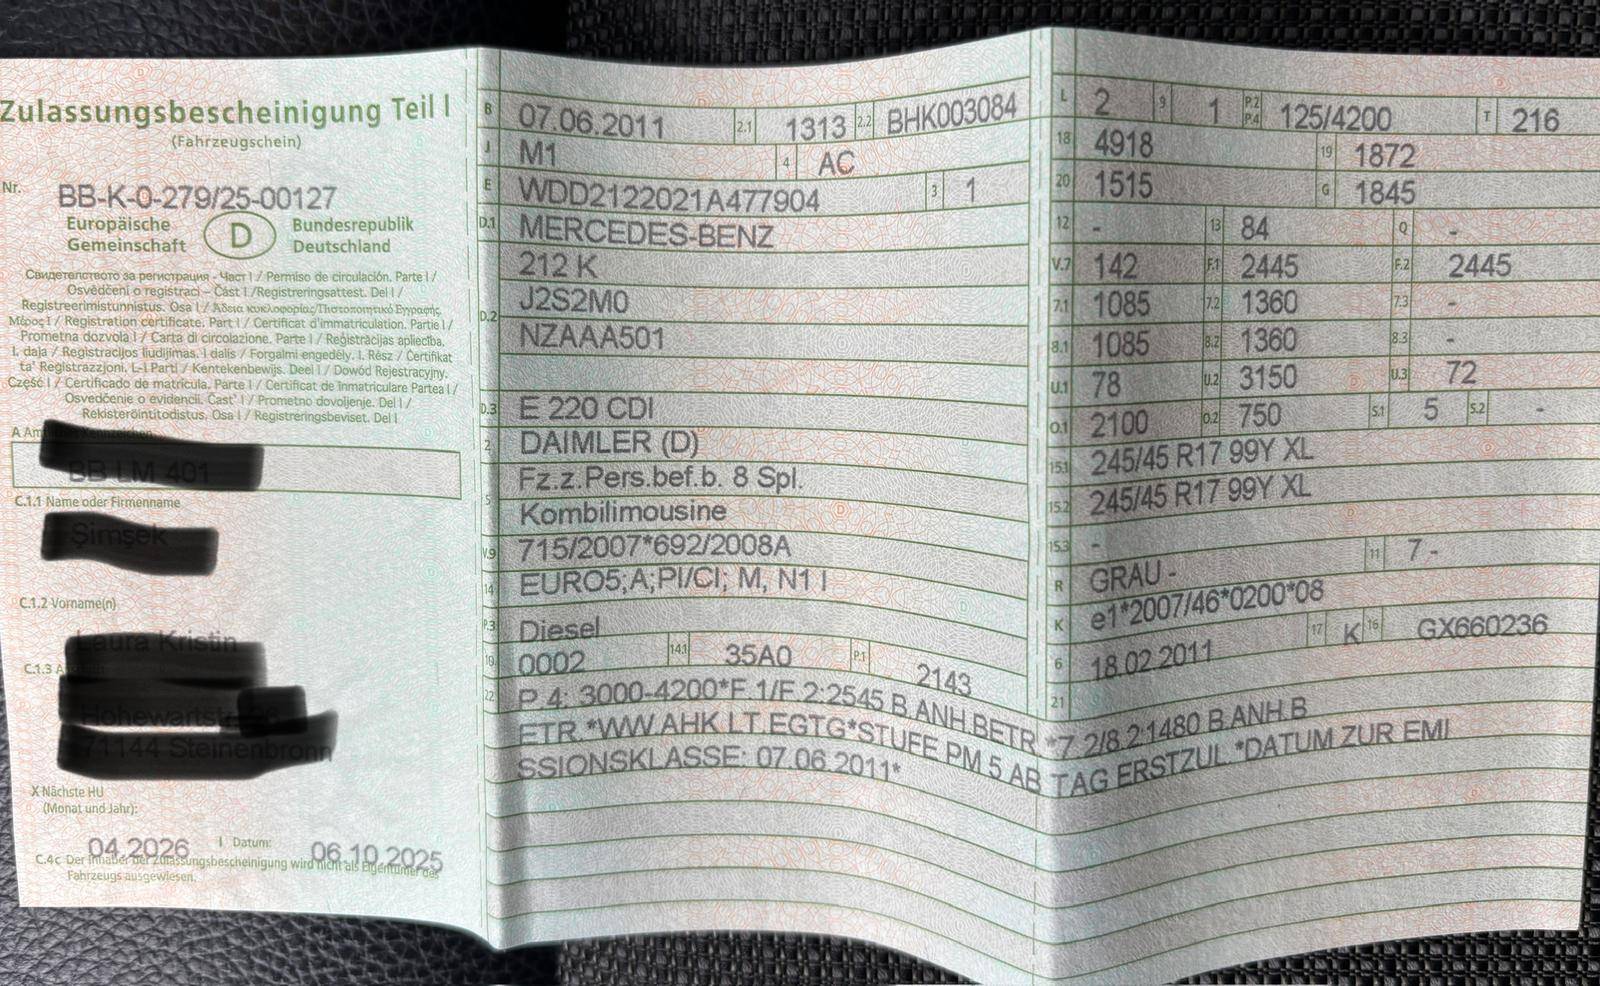 Zulassungsbescheinigung Teil I
(Fahrzeugschein)
Nr. BB-K-0-279/25-00127
Europäische Gemeinschaft D Bundesrepublik Deutschland
Свидетелството за регистрация - Част I / Permiso de circulación. Parte I /
Osvědčení o registraci – Část I /Registreringsattest. Del I /
Registreerimistunnistus. Osa I / Άδεια κυκλοφορίας/Πιστοποιητικό Εγγραφής.
Μέρος I / Registration certificate. Part I / Certificat d'immatriculation. Partie I /
Prometna dozvola I / Carta di circolazione. Parte I / Reģistrācijas apliecība.
I. daļa / Registracijos liudijimas. I dalis / Forgalmi engedély. I. Rész / Ċertifikat
ta' Reġistrazzjoni. L-I Parti / Kentekenbewijs. Deel I / Dowód Rejestracyjny.
Część I / Certificado de matrícula. Parte I / Certificat de înmatriculare Partea I /
Osvedčenie o evidencii. Časť I / Prometno dovoljenje. Del I /
Rekisteröintitodistus. Osa I / Registreringsbeviset. Del I
C.1.1 Name oder Firmenname
C.1.2 Vorname(n)
C.1.3
X Nächste HU
(Monat und Jahr):
04.2026 I Datum: 06.10.2025
C.4c Der Inhaber der Zulassungsbescheinigung wird nicht als Eigentümer des
Fahrzeugs ausgewiesen.
B 07.06.2011 2.1 1313 2.2 BHK003084
J M1 4 AC
E WDD2122021A477904 3 1
D.1 MERCEDES-BENZ
212 K
D.2 J2S2M0
NZAAA501
D.3 E 220 CDI
2 DAIMLER (D)
5 Fz.z.Pers.bef.b. 8 Spl.
Kombilimousine
V.9 715/2007*692/2008A
14 EURO5;A;PI/CI; M, N1 I
P.3 Diesel
10 0002 14.1 35A0 P.1 2143
L 2 9 1 P.2 P.4 125/4200 T 216
18 4918 19 1872
20 1515 G 1845
12 - 13 84 Q -
V.7 142 F.1 2445 F.2 2445
7.1 1085 7.2 1360 7.3 -
8.1 1085 8.2 1360 8.3 -
U.1 78 U.2 3150 U.3 72
O.1 2100 O.2 750 S.1 5 S.2 -
15.1 245/45 R17 99Y XL
15.2 245/45 R17 99Y XL
15.3 -
R GRAU - 11 7 -
K e1*2007/46*0200*08
6 18.02.2011 17 K 16 GX660236
21
22 P.4: 3000-4200*F.1/F.2:2545 B.ANH.BETR.*7.2/8.2:1480 B.ANH.B
ETR.*WW.AHK LT.EGTG*STUFE PM 5 AB TAG ERSTZUL.*DATUM ZUR EMI
SSIONSKLASSE: 07.06.2011*